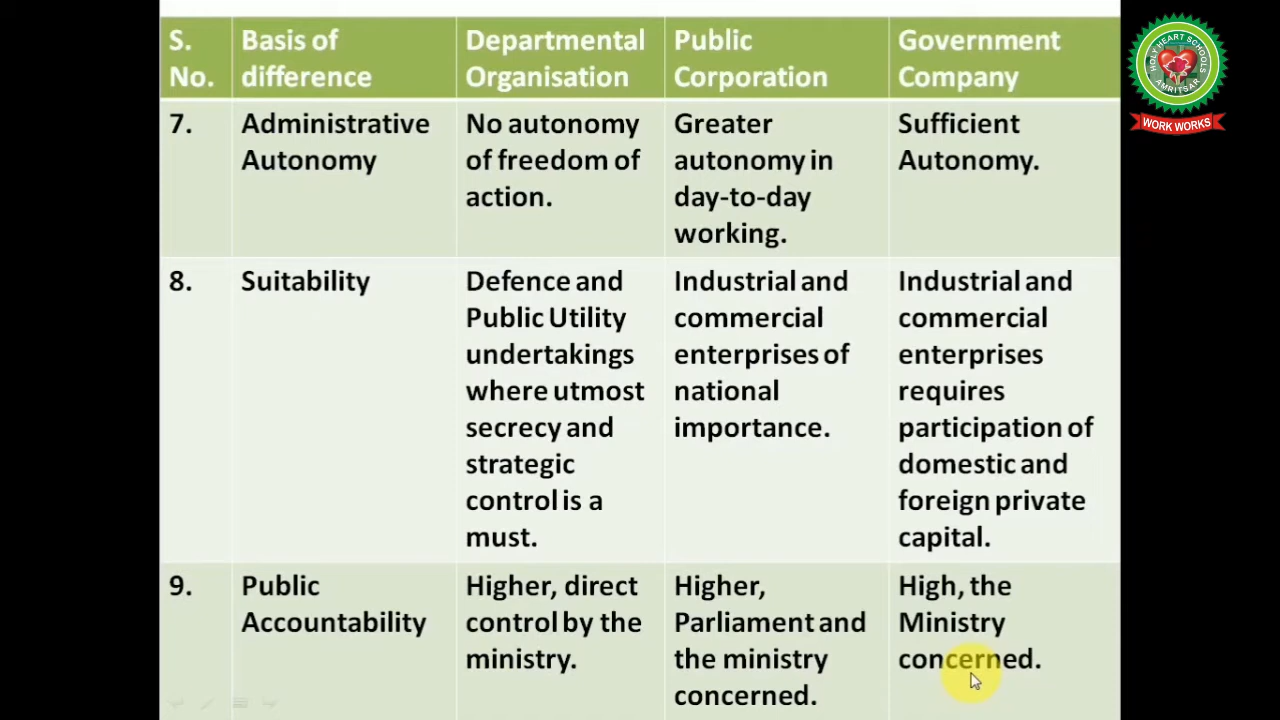 S. No.
Basis of difference
Departmental Organisation
Public Corporation
Government Company
7.
Administrative
Autonomy
No autonomy
of freedom of
action.
Greater
autonomy in
day-to-day
working.
Sufficient
Autonomy.
8.
Suitability
Defence and
Public Utility
undertakings
where utmost
secrecy and
strategic
control is a
must.
Industrial and
commercial
enterprises of
national
importance.
Industrial and
commercial
enterprises
requires
participation of
domestic and
foreign private
capital.
9.
Public
Accountability
Higher, direct
control by the
ministry.
Higher,
Parliament and
the ministry
concerned.
High, the
Ministry
concerned.
HOLY HEART SCHOOLS
AMRITSAR
WORK WORKS